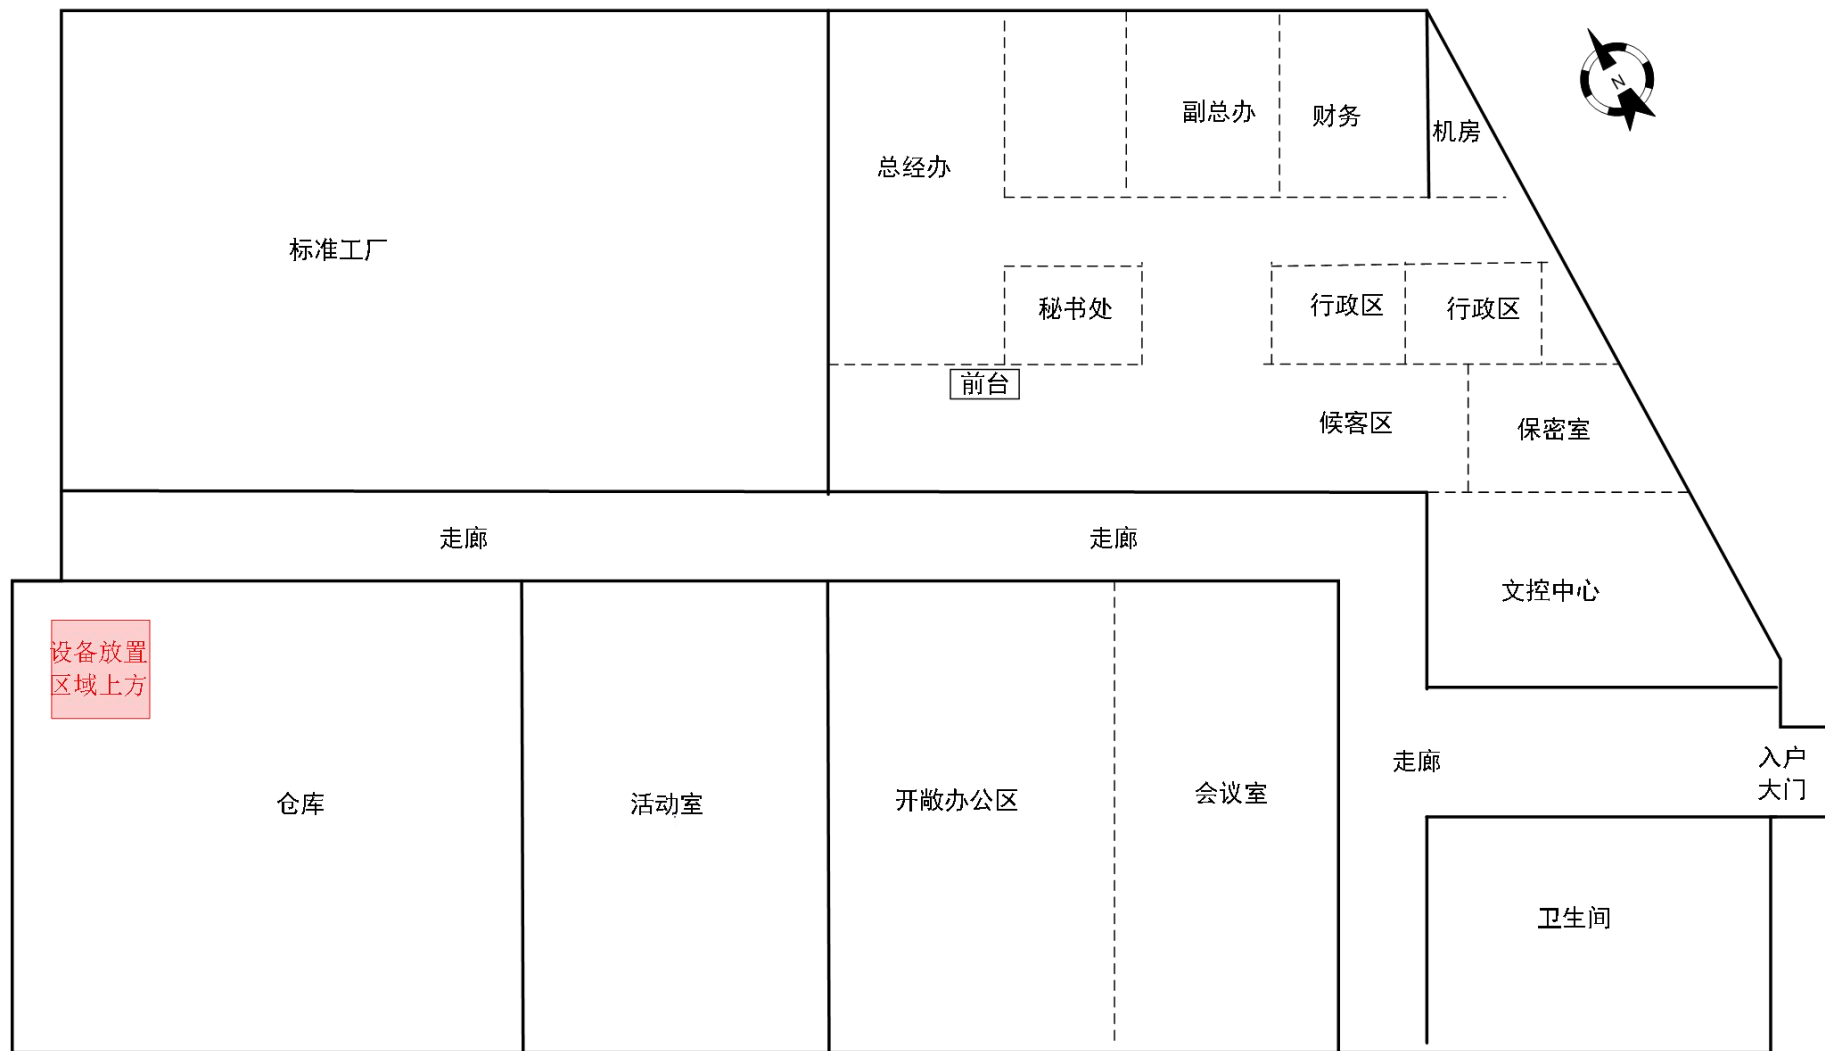 副总办
财务
机房
N
总经办
标准工厂
秘书处
行政区
行政区
前台
候客区
保密室
走廊
走廊
文控中心
设备放置
区域上方
仓库
活动室
开敞办公区
会议室
走廊
入户
大门
卫生间